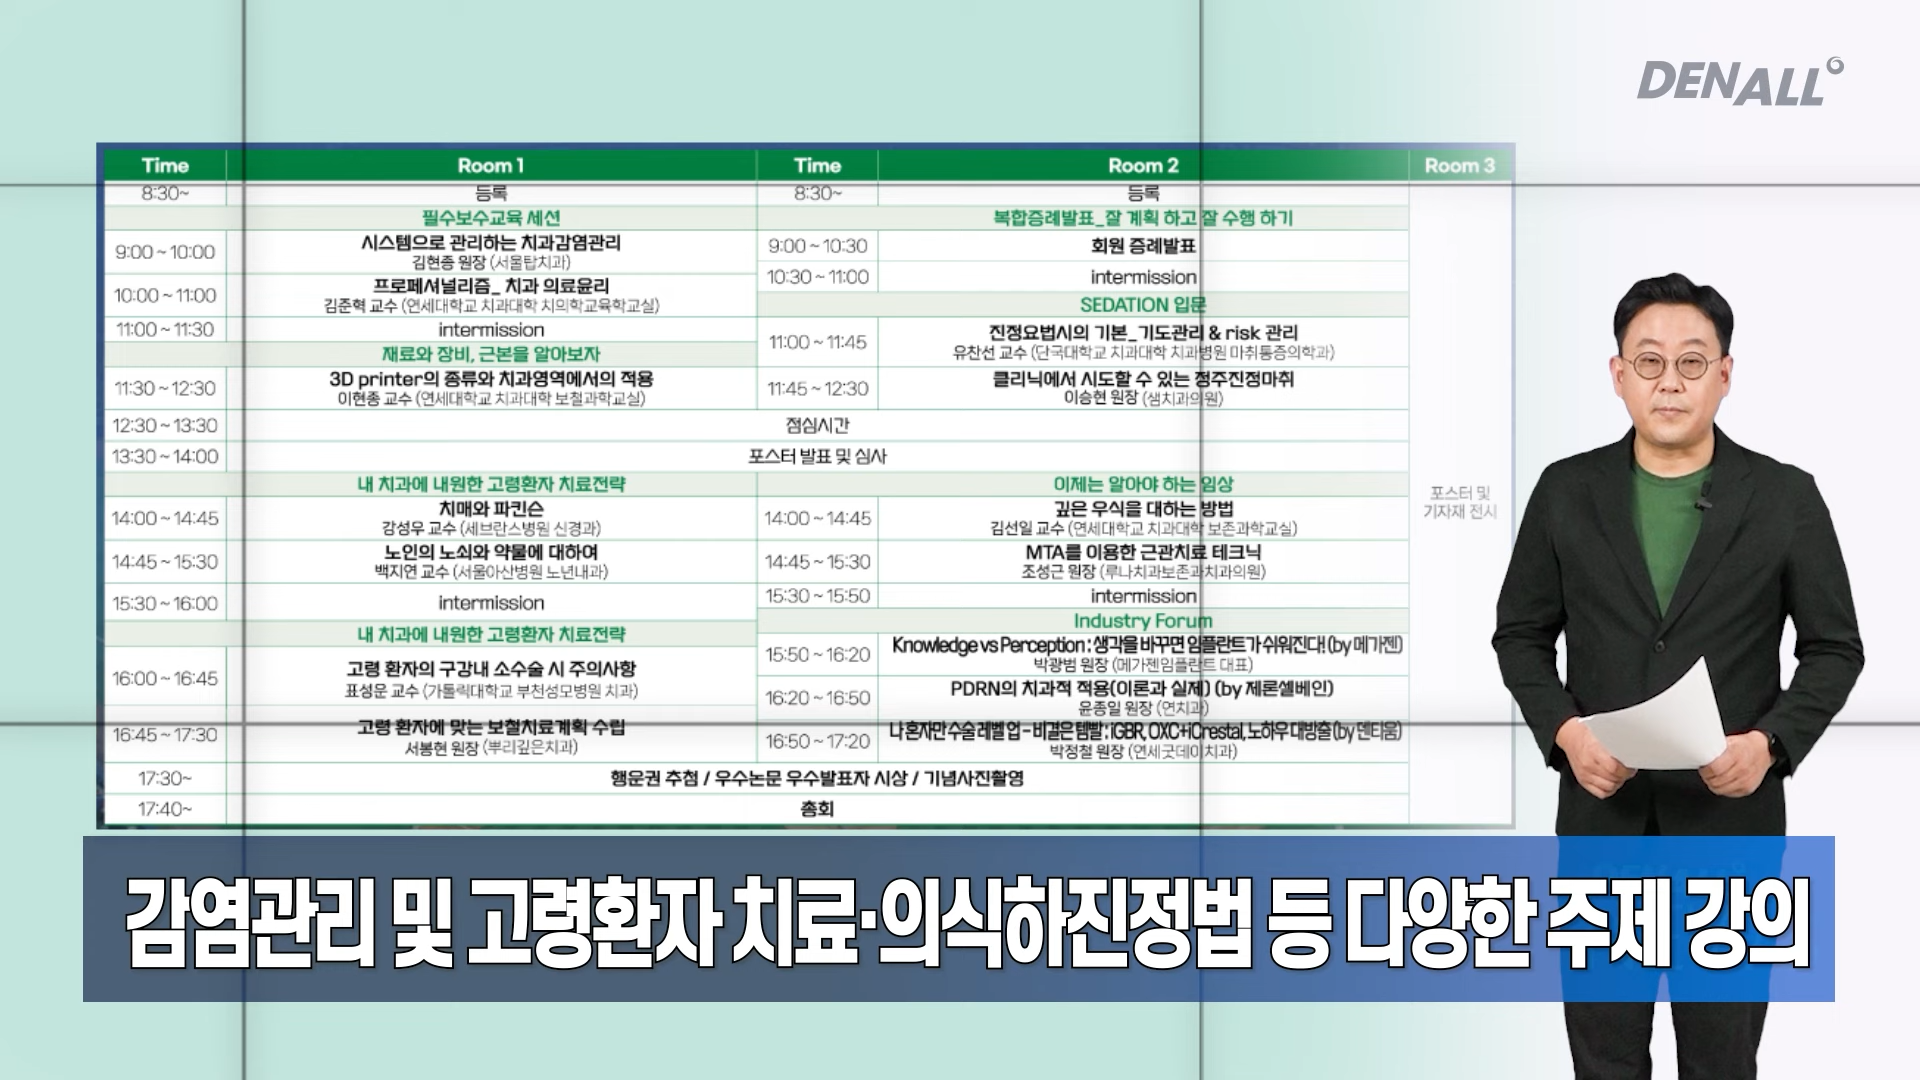 DENALL
Time Room 1 Time Room 2 Room 3
8:30~ 등록 8:30~ 등록
필수보수교육 세션 복합증례발표_잘 계획 하고 잘 수행 하기
9:00 ~ 10:00 시스템으로 관리하는 치과감염관리
김현종 원장 (서울탑치과)
9:00 ~ 10:30 회원 증례발표
10:00 ~ 11:00 프로페셔널리즘_ 치과 의료윤리
김준혁 교수 (연세대학교 치과대학 치의학교육학교실)
10:30 ~ 11:00 intermission
11:00 ~ 11:30 intermission
SEDATION 입문
재료와 장비, 근본을 알아보자
11:00 ~ 11:45 진정요법시의 기본_기도관리 & risk 관리
유찬선 교수 (단국대학교 치과대학 치과병원 마취통증의학과)
11:30 ~ 12:30 3D printer의 종류와 치과영역에서의 적용
이현종 교수 (연세대학교 치과대학 보철과학교실)
11:45 ~ 12:30 클리닉에서 시도할 수 있는 정주진정마취
이승현 원장 (샘치과의원)
12:30 ~ 13:30 점심시간
13:30 ~ 14:00 포스터 발표 및 심사
내 치과에 내원한 고령환자 치료전략 이제는 알아야 하는 임상
14:00 ~ 14:45 치매와 파킨슨
강성우 교수 (세브란스병원 신경과)
14:00 ~ 14:45 깊은 우식을 대하는 방법
김선일 교수 (연세대학교 치과대학 보존과학교실)
포스터 및
기자재 전시
14:45 ~ 15:30 노인의 노쇠와 약물에 대하여
백지연 교수 (서울아산병원 노년내과)
14:45 ~ 15:30 MTA를 이용한 근관치료 테크닉
조성근 원장 (루나치과보존과치과의원)
15:30 ~ 16:00 intermission
15:30 ~ 15:50 intermission
내 치과에 내원한 고령환자 치료전략 Industry Forum
16:00 ~ 16:45 고령 환자의 구강내 소수술 시 주의사항
표성운 교수 (가톨릭대학교 부천성모병원 치과)
15:50 ~ 16:20 Knowledge vs Perception : 생각을 바꾸면 임플란트가 쉬워진다! (by 메가젠)
박광범 원장 (메가젠임플란트 대표)
16:20 ~ 16:50 PDRN의 치과적 적용(이론과 실제) (by 제론셀베인)
윤종일 원장 (연치과)
16:45 ~ 17:30 고령 환자에 맞는 보철치료계획 수립
서봉현 원장 (뿌리깊은치과)
16:50 ~ 17:20 나 혼자만 수술 레벨 업 - 비결은 템빨 : iGBR, OXC+iCrestal, 노하우 대방출 (by 덴티움)
박정철 원장 (연세굿데이치과)
17:30~ 행운권 추첨 / 우수논문 우수발표자 시상 / 기념사진촬영
17:40~ 총회
감염관리 및 고령환자 치료·의식하진정법 등 다양한 주제 강의